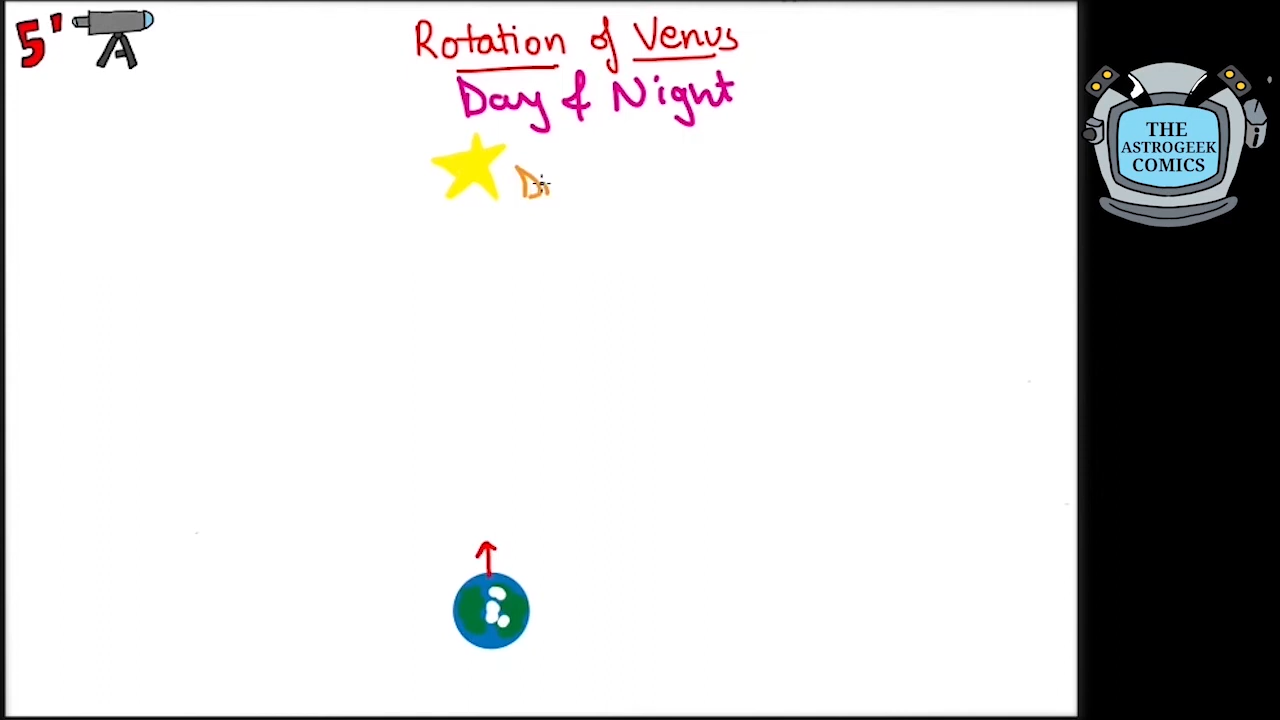 5'
Rotation of Venus
Day & Night
THE
ASTROGEEK
COMICS